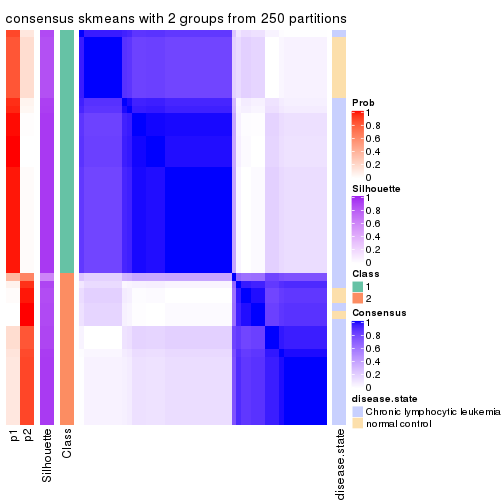 consensus skmeans with 2 groups from 250 partitions
Prob
1
0.8
0.6
0.4
0.2
0
Silhouette
1
0.8
0.6
0.4
0.2
0
Class
1
2
Consensus
1
0.8
0.6
0.4
0.2
0
disease.state
Chronic lymphocytic leukemia
normal control
p1
p2
Silhouette
Class
disease.state